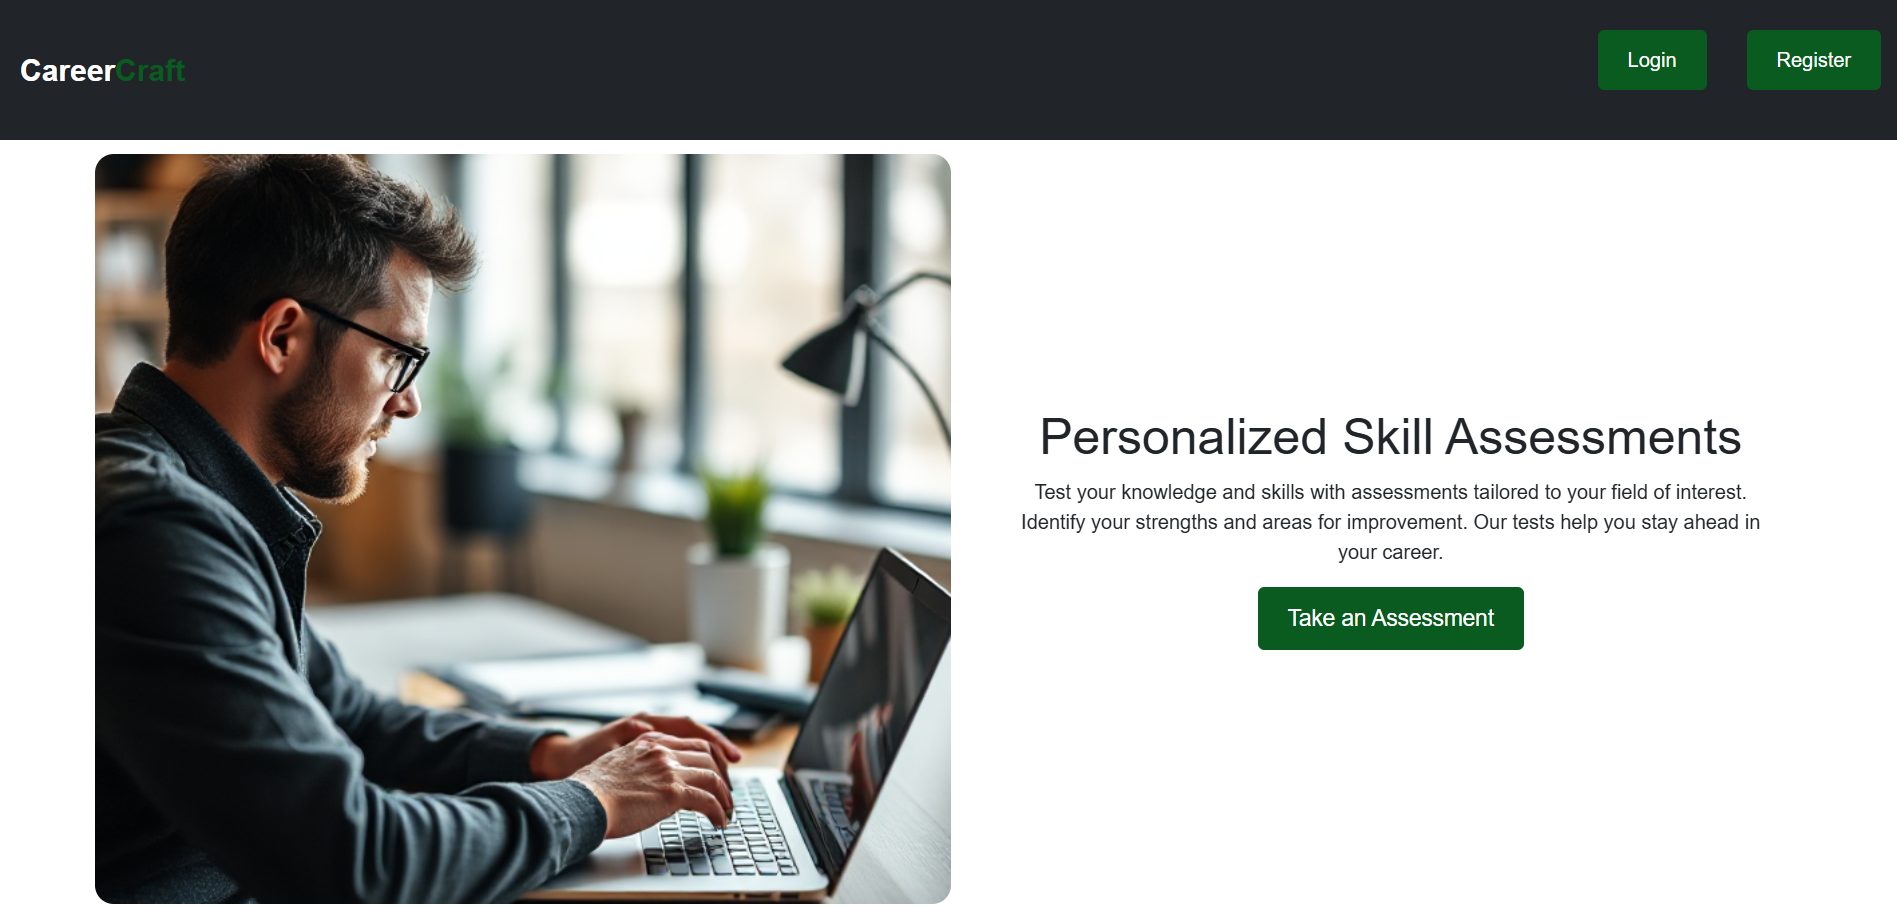 CareerCraft
Login
Register
Personalized Skill Assessments
Test your knowledge and skills with assessments tailored to your field of interest.
Identify your strengths and areas for improvement. Our tests help you stay ahead in
your career.
Take an Assessment